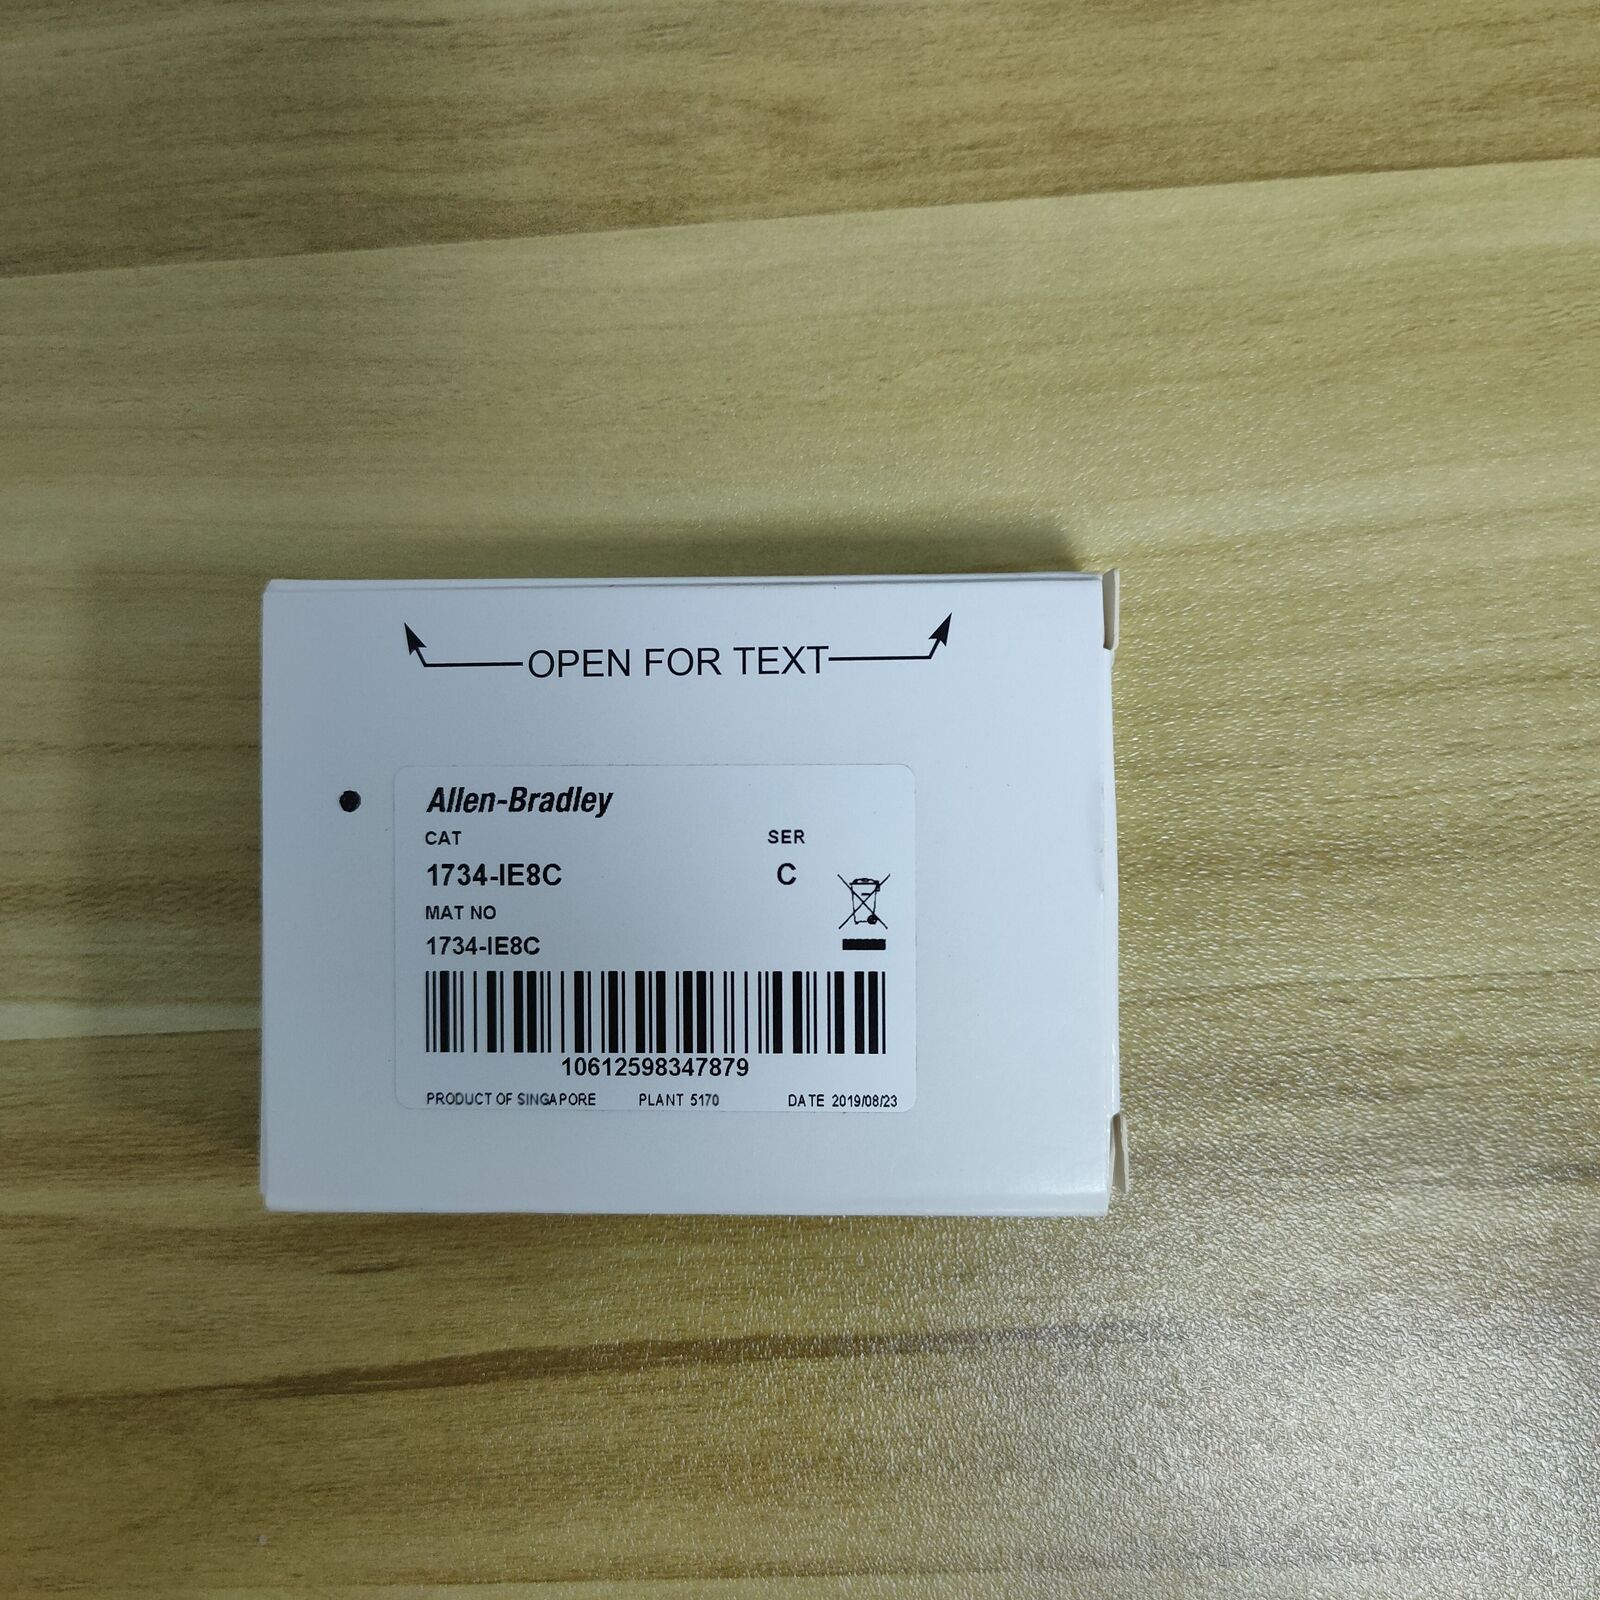 OPEN FOR TEXT
Allen-Bradley
CAT SER
1734-IE8C C
MAT NO
1734-IE8C
10612598347879
PRODUCT OF SINGAPORE PLANT 5170 DATE 2019/08/23